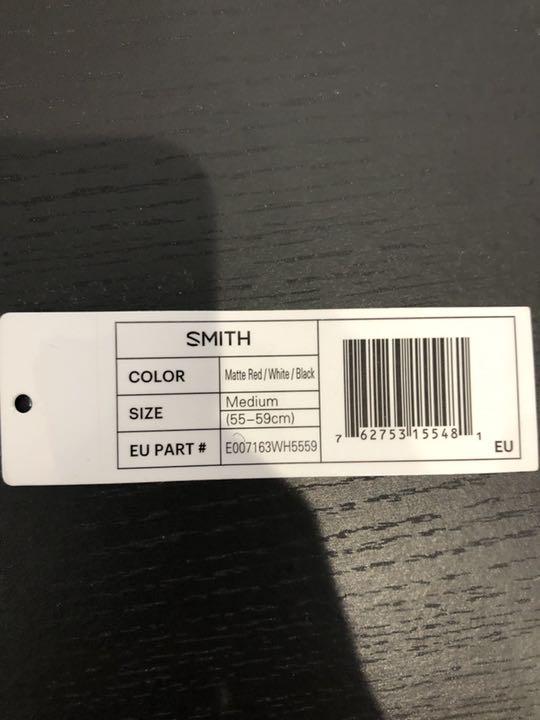 SMITH
COLOR Matte Red / White / Black
SIZE Medium
(55–59cm)
EU PART # E007163WH5559
7 62753 15548 1
EU